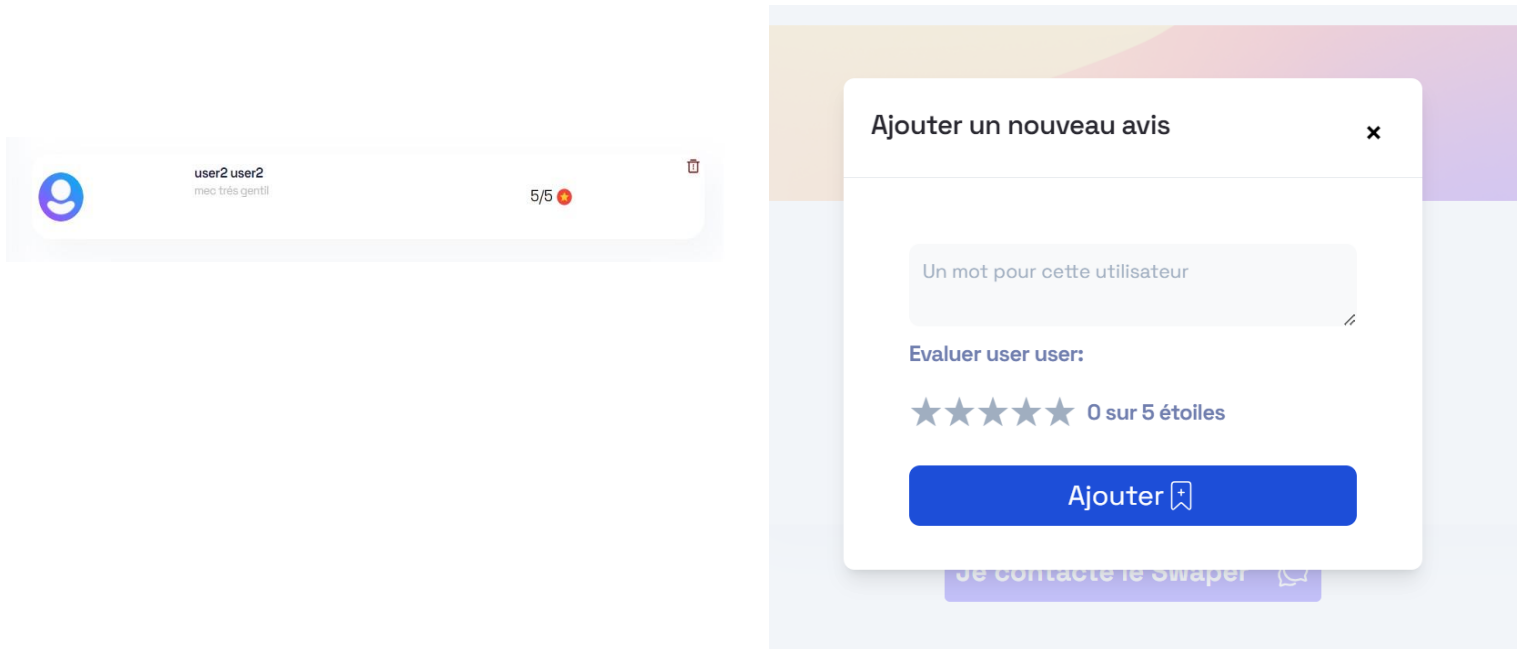 user2 user2
mec trés gentil
5/5
Ajouter un nouveau avis
Un mot pour cette utilisateur
Evaluer user user:
0 sur 5 étoiles
Ajouter
Je contacte le Swaper